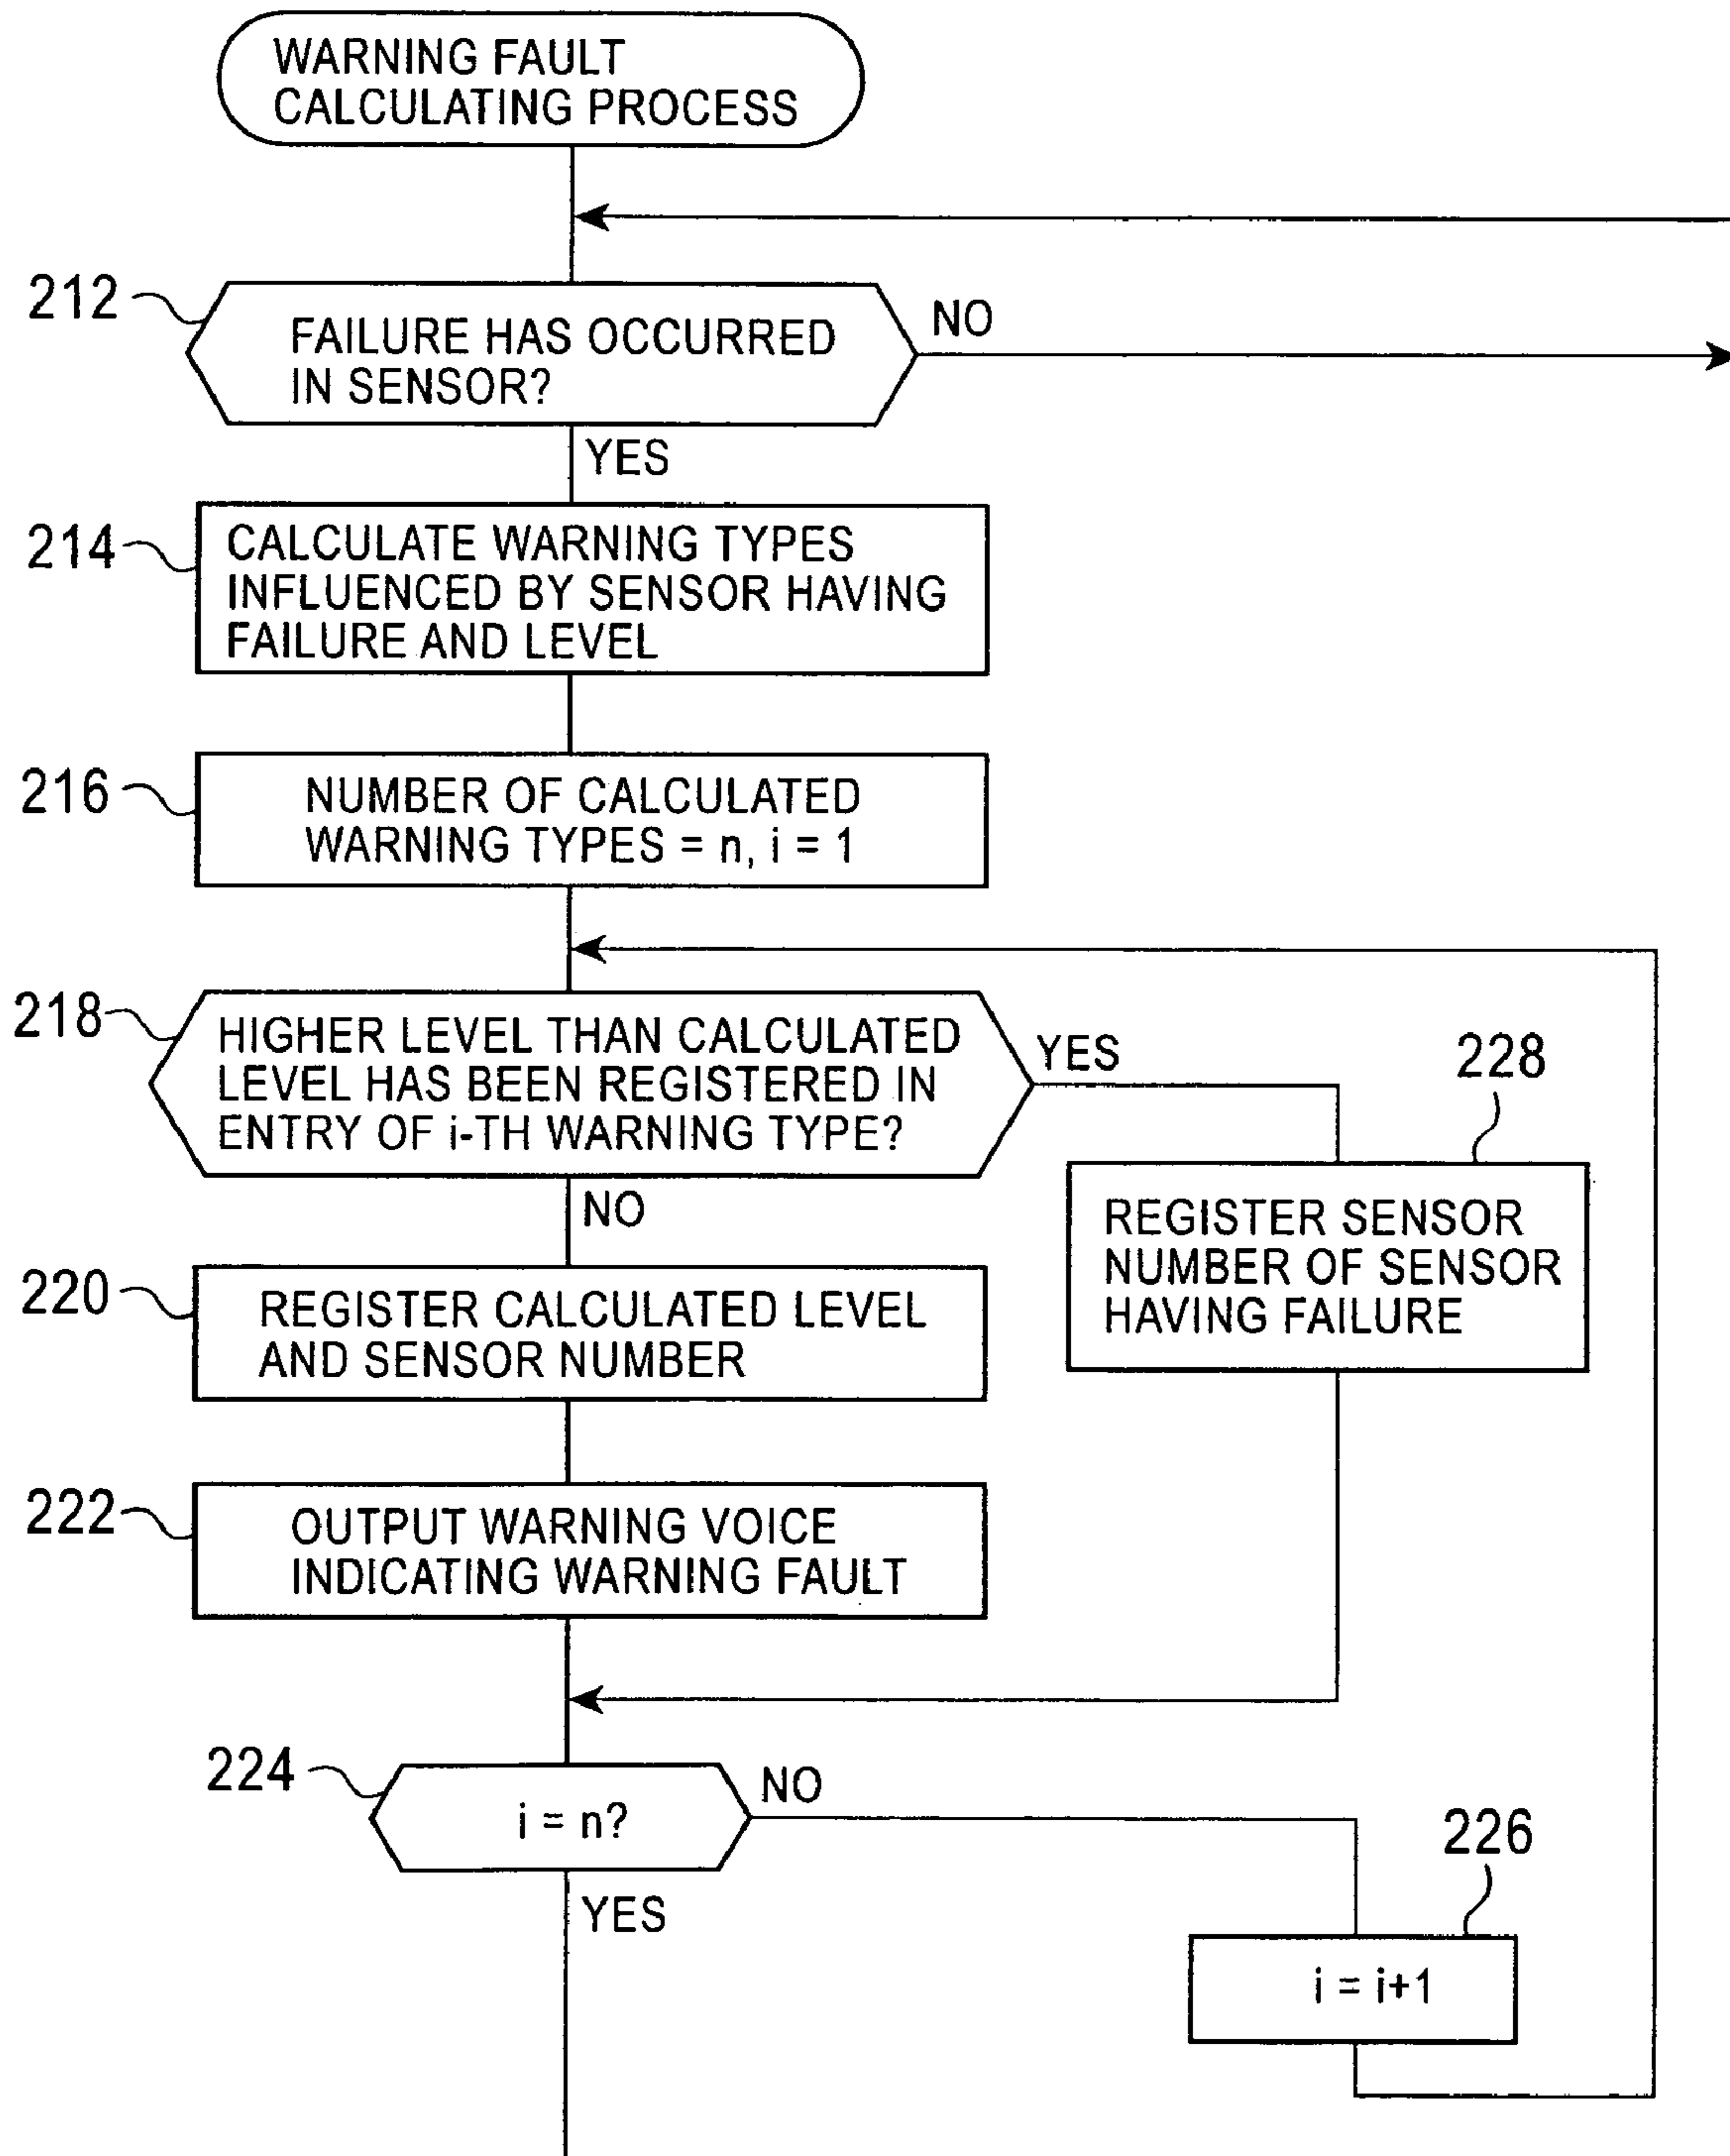 WARNING FAULT
CALCULATING PROCESS
212
FAILURE HAS OCCURRED
IN SENSOR?
NO
YES
214
CALCULATE WARNING TYPES
INFLUENCED BY SENSOR HAVING
FAILURE AND LEVEL
216
NUMBER OF CALCULATED
WARNING TYPES = n, i = 1
218
HIGHER LEVEL THAN CALCULATED
LEVEL HAS BEEN REGISTERED IN
ENTRY OF i-TH WARNING TYPE?
YES
228
REGISTER SENSOR
NUMBER OF SENSOR
HAVING FAILURE
NO
220
REGISTER CALCULATED LEVEL
AND SENSOR NUMBER
222
OUTPUT WARNING VOICE
INDICATING WARNING FAULT
224
i = n?
NO
226
i = i+1
YES